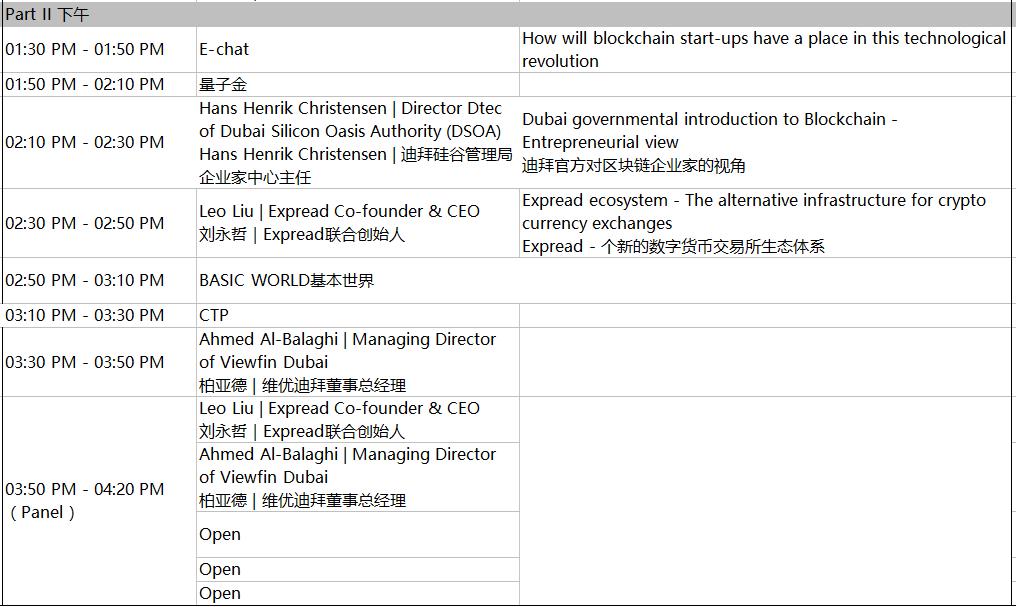 Part II 下午
01:30 PM - 01:50 PM
E-chat
How will blockchain start-ups have a place in this technological
revolution
01:50 PM - 02:10 PM
量子金
02:10 PM - 02:30 PM
Hans Henrik Christensen | Director Dtec
of Dubai Silicon Oasis Authority (DSOA)
Hans Henrik Christensen | 迪拜硅谷管理局
企业家中心主任
Dubai governmental introduction to Blockchain -
Entrepreneurial view
迪拜官方对区块链企业家的视角
02:30 PM - 02:50 PM
Leo Liu | Expread Co-founder & CEO
刘永哲 | Expread联合创始人
Expread ecosystem - The alternative infrastructure for crypto
currency exchanges
Expread - 个新的数字货币交易所生态体系
02:50 PM - 03:10 PM
BASIC WORLD基本世界
03:10 PM - 03:30 PM
CTP
03:30 PM - 03:50 PM
Ahmed Al-Balaghi | Managing Director
of Viewfin Dubai
柏亚德 | 维优迪拜董事总经理
03:50 PM - 04:20 PM
（Panel）
Leo Liu | Expread Co-founder & CEO
刘永哲 | Expread联合创始人
Ahmed Al-Balaghi | Managing Director
of Viewfin Dubai
柏亚德 | 维优迪拜董事总经理
Open
Open
Open